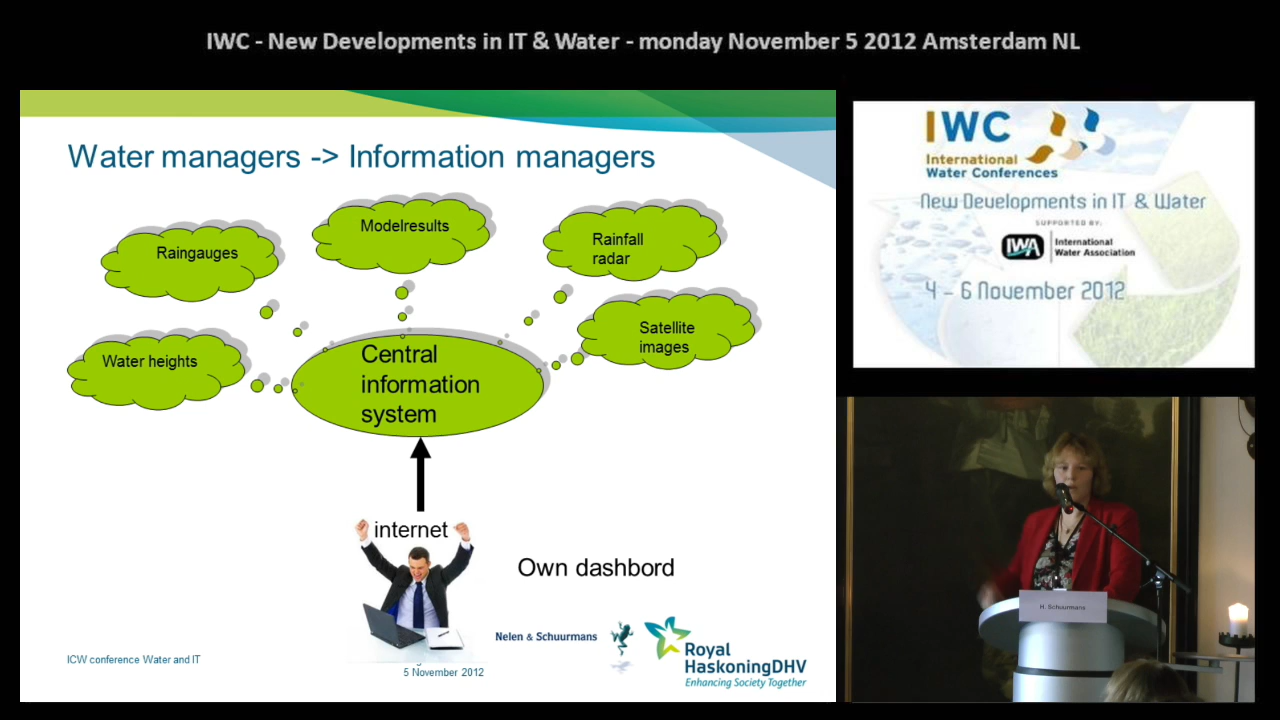 IWC - New Developments in IT & Water - monday November 5 2012 Amsterdam NL
Water managers -> Information managers
Raingauges
Modelresults
Rainfall
radar
Water heights
Satellite
images
Central
information
system
internet
Own dashbord
Nelen & Schuurmans
Royal
HaskoningDHV
Enhancing Society Together
ICW conference Water and IT
5 November 2012
IWC
International
Water Conferences
New Developments in IT & Water
SUPPORTED BY:
IWA
International
Water Association
4 - 6 November 2012
H. Schuurmans